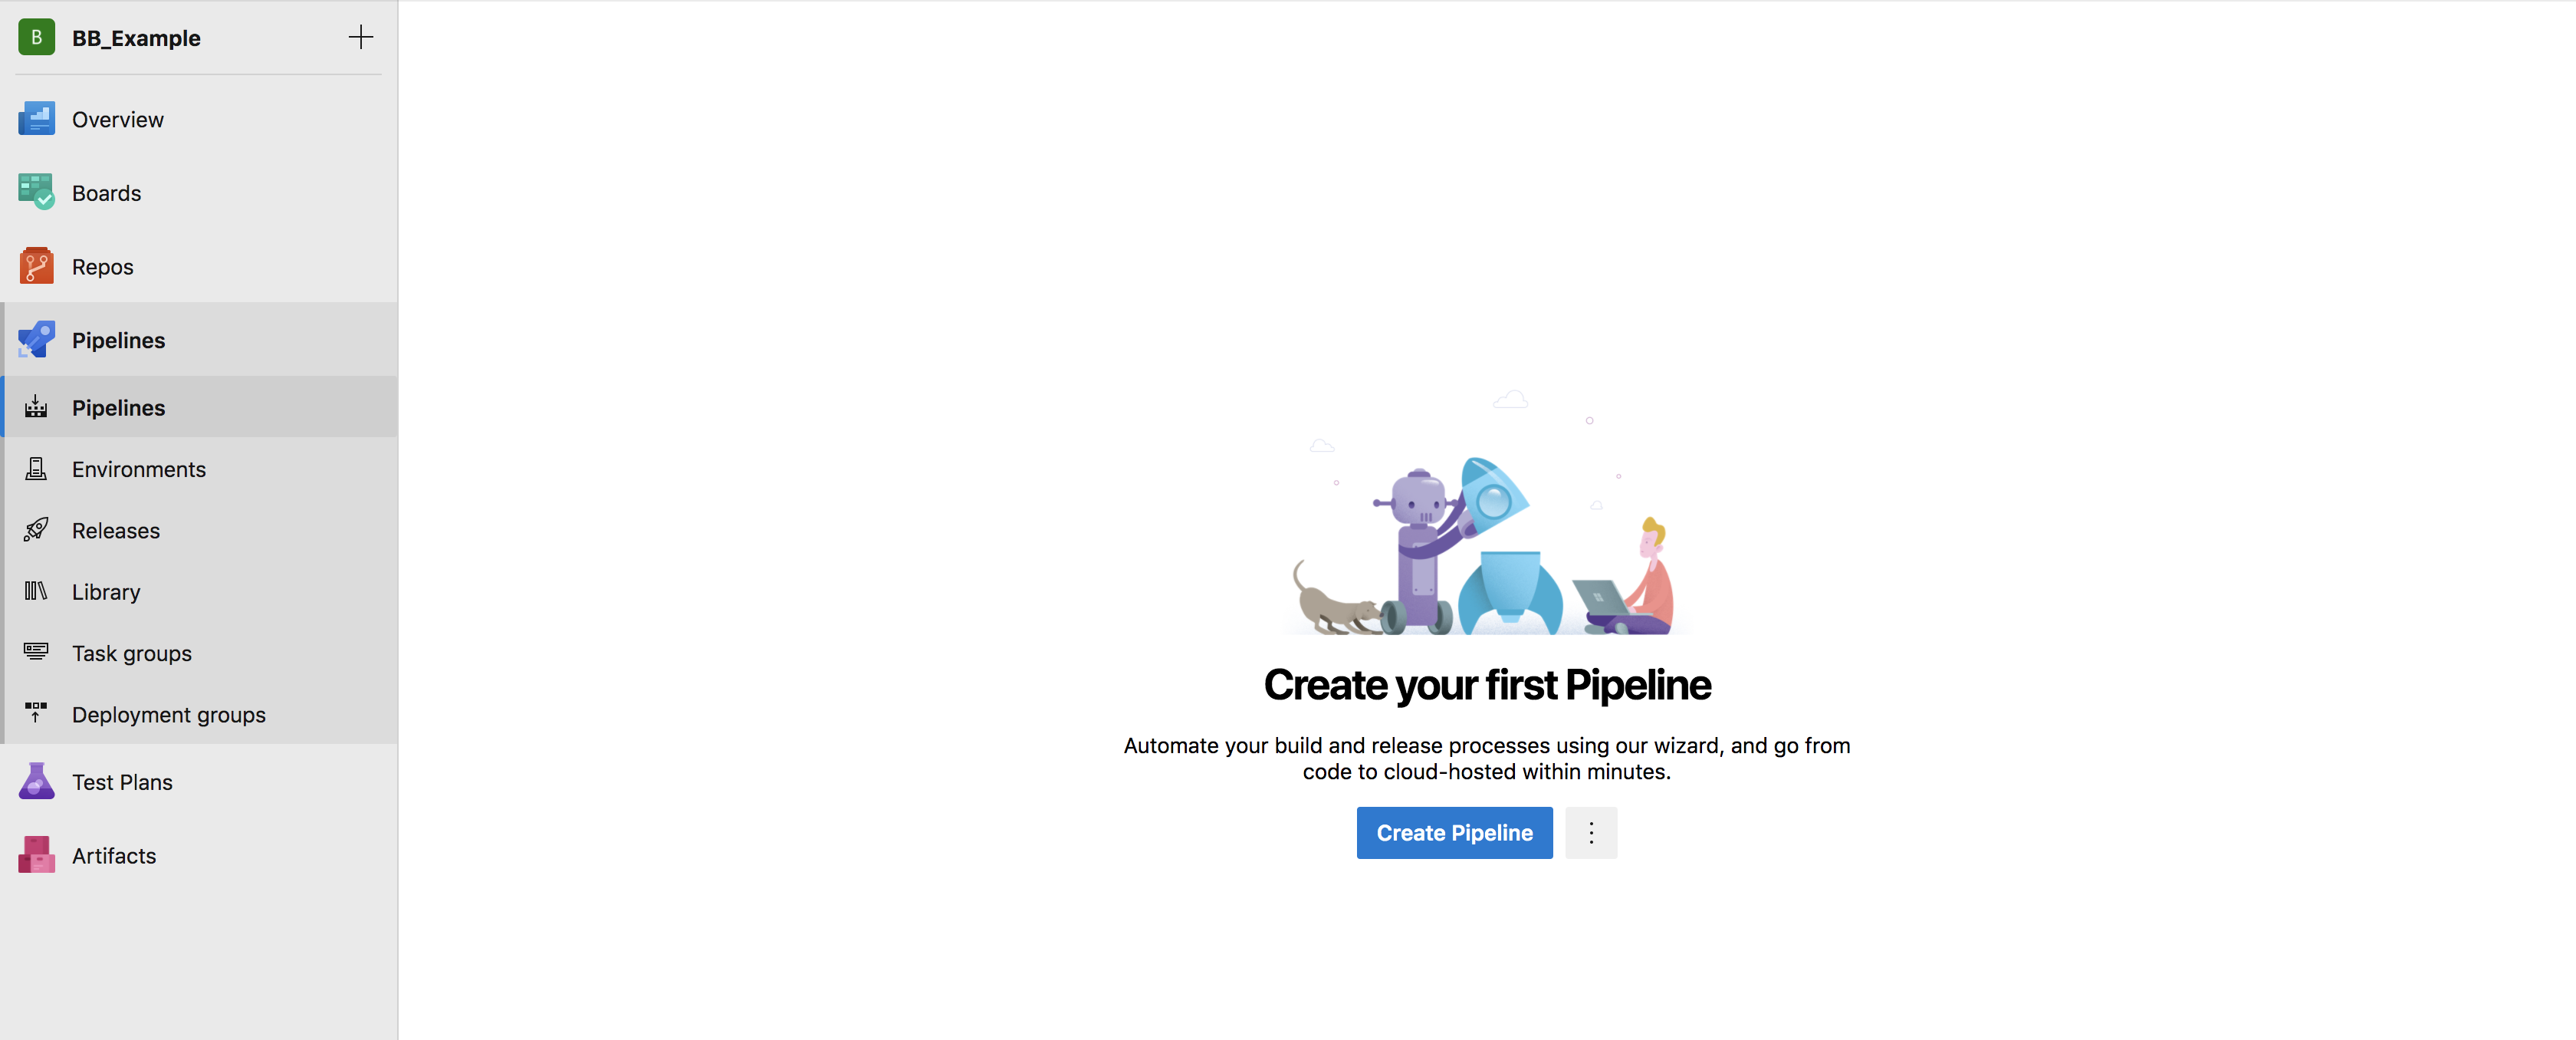 B BB_Example
Overview
Boards
Repos
Pipelines
Pipelines
Environments
Releases
Library
Task groups
Deployment groups
Test Plans
Artifacts
Create your first Pipeline
Automate your build and release processes using our wizard, and go from
code to cloud-hosted within minutes.
Create Pipeline